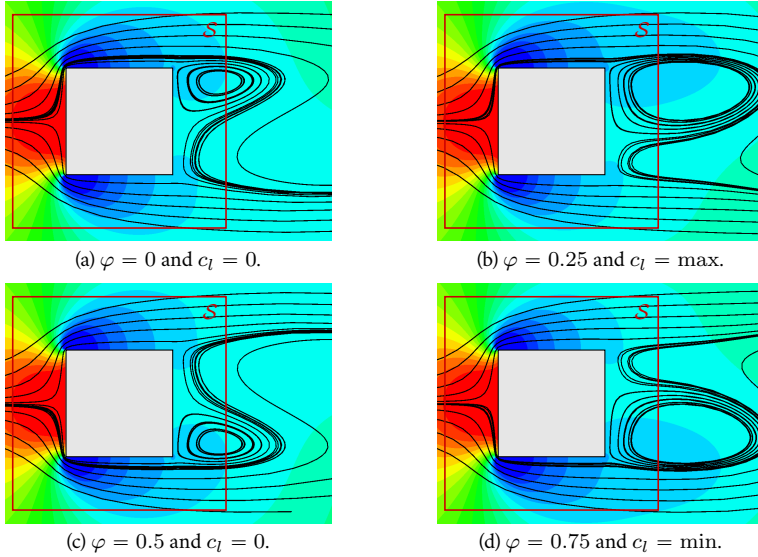 S
S
(a) φ = 0 and c_l = 0.
(b) φ = 0.25 and c_l = max.
S
S
(c) φ = 0.5 and c_l = 0.
(d) φ = 0.75 and c_l = min.